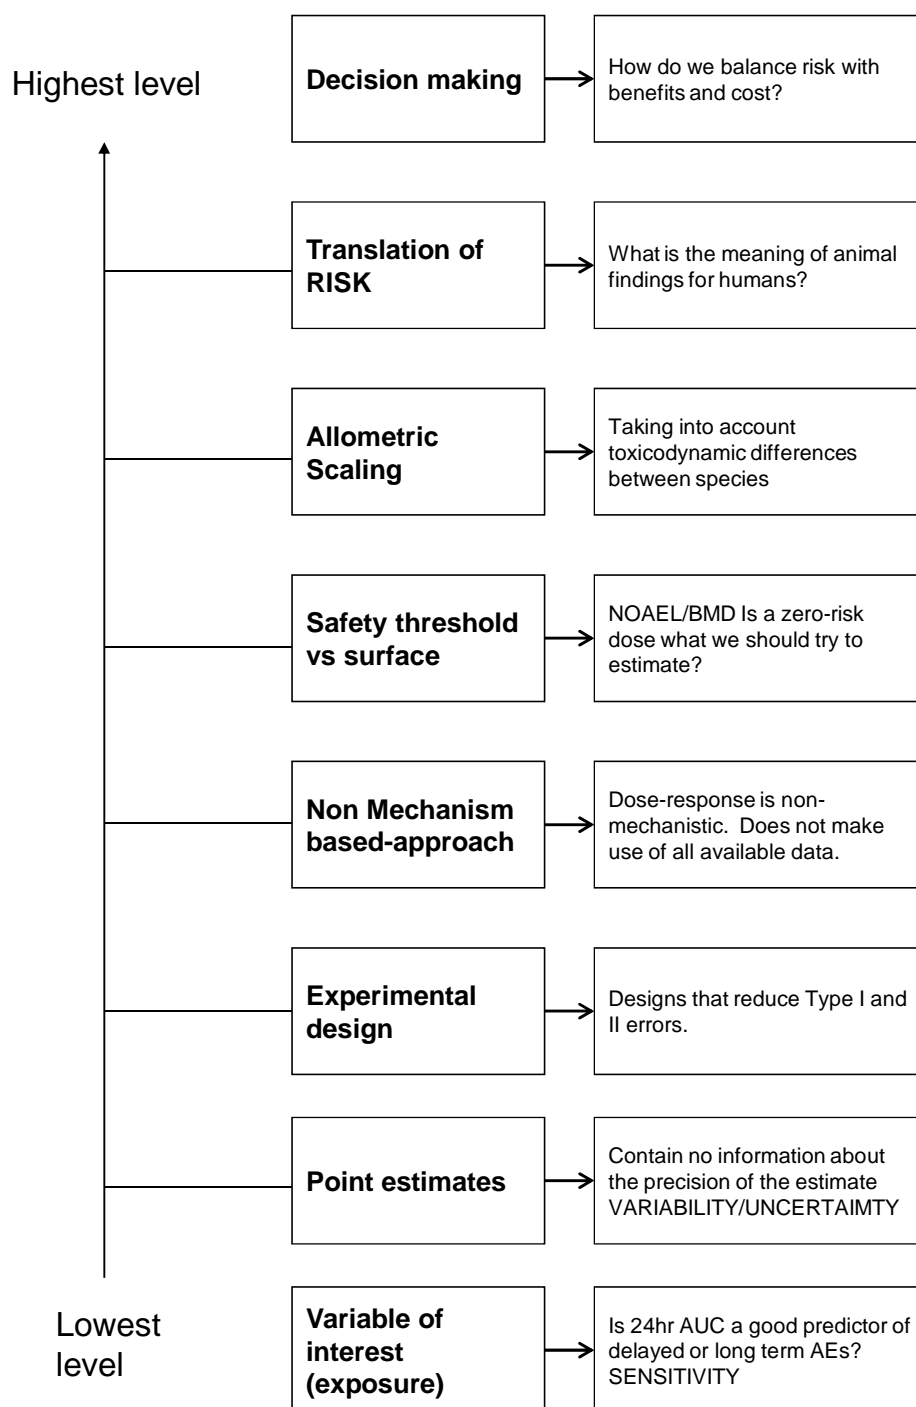 Highest level
Decision making
How do we balance risk with
benefits and cost?
Translation of
RISK
What is the meaning of animal
findings for humans?
Allometric
Scaling
Taking into account
toxicodynamic differences
between species
Safety threshold
vs surface
NOAEL/BMD Is a zero-risk
dose what we should try to
estimate?
Non Mechanism
based-approach
Dose-response is non-
mechanistic.  Does not make
use of all available data.
Experimental
design
Designs that reduce Type I and
II errors.
Point estimates
Contain no information about
the precision of the estimate
VARIABILITY/UNCERTAIMTY
Lowest
level
Variable of
interest
(exposure)
Is 24hr AUC a good predictor of
delayed or long term AEs?
SENSITIVITY